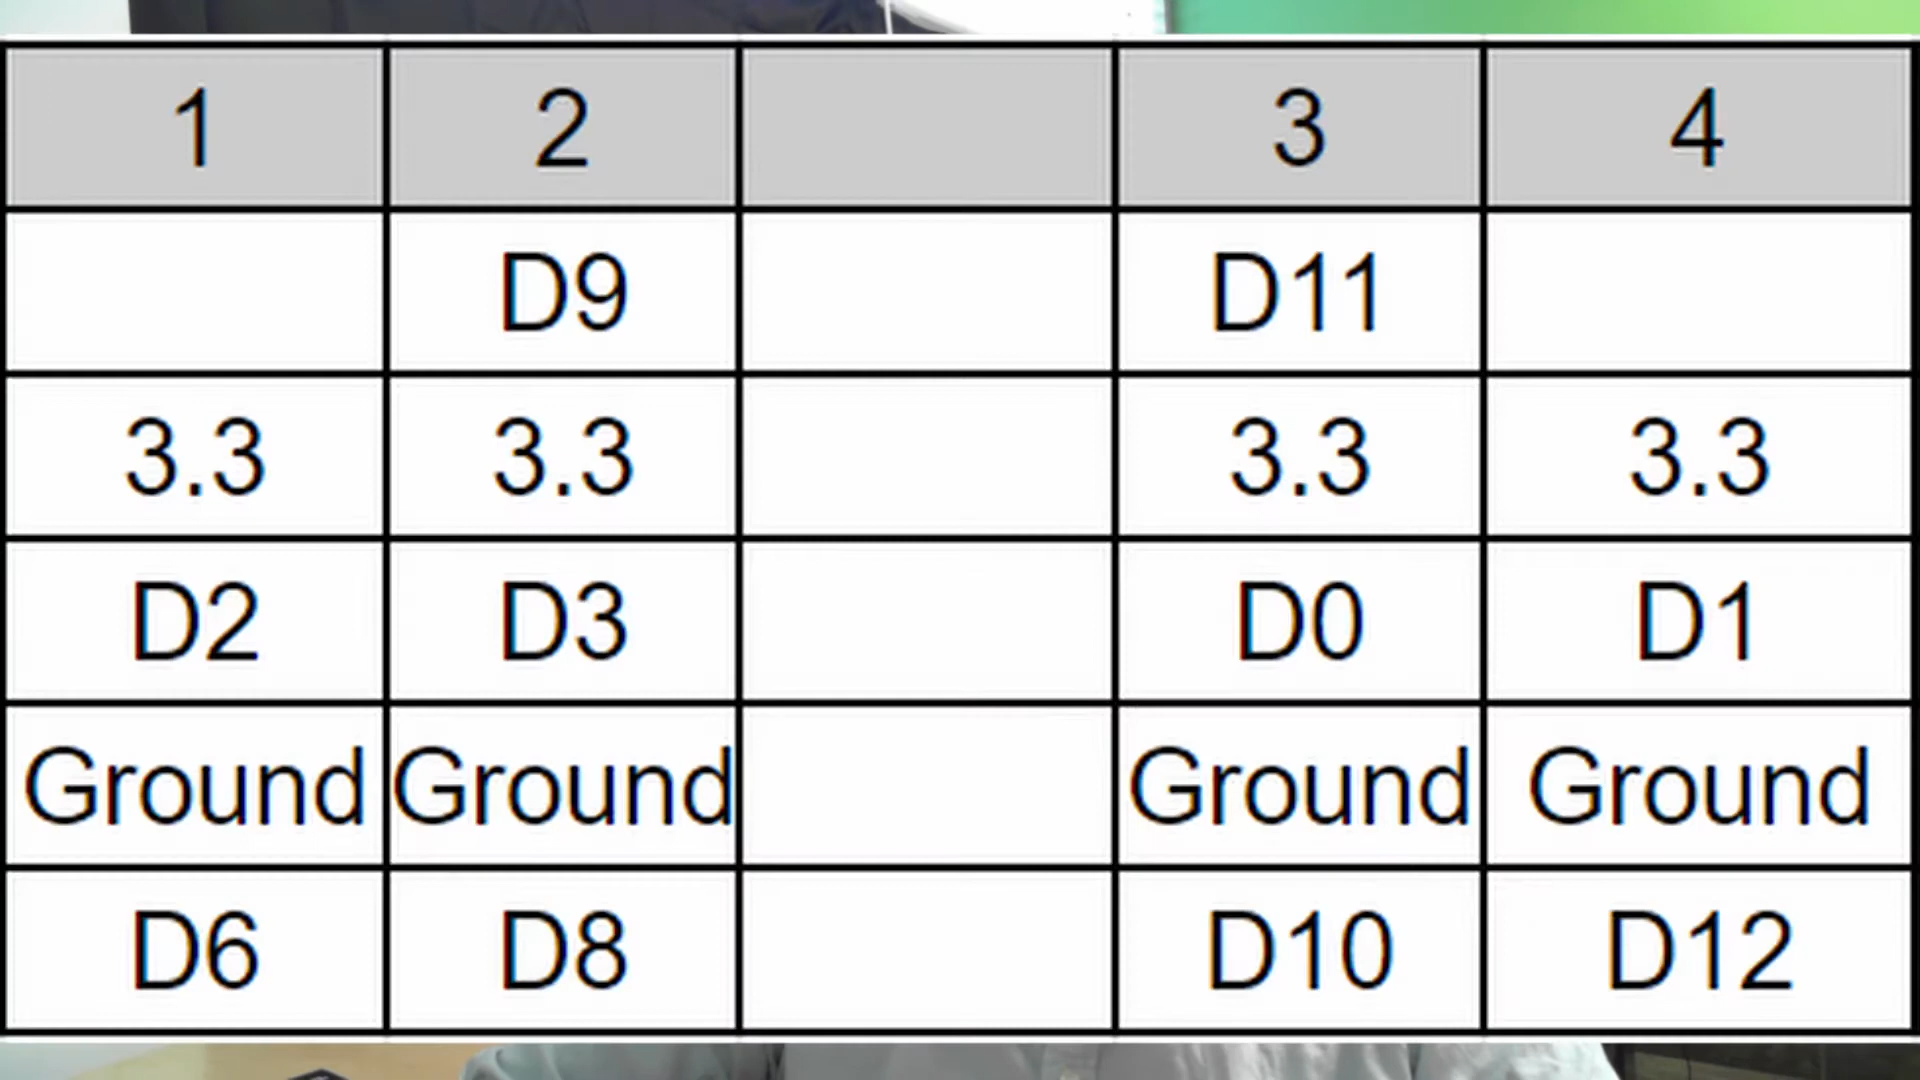 1 2 3 4
D9 D11
3.3 3.3 3.3 3.3
D2 D3 D0 D1
Ground Ground Ground Ground
D6 D8 D10 D12